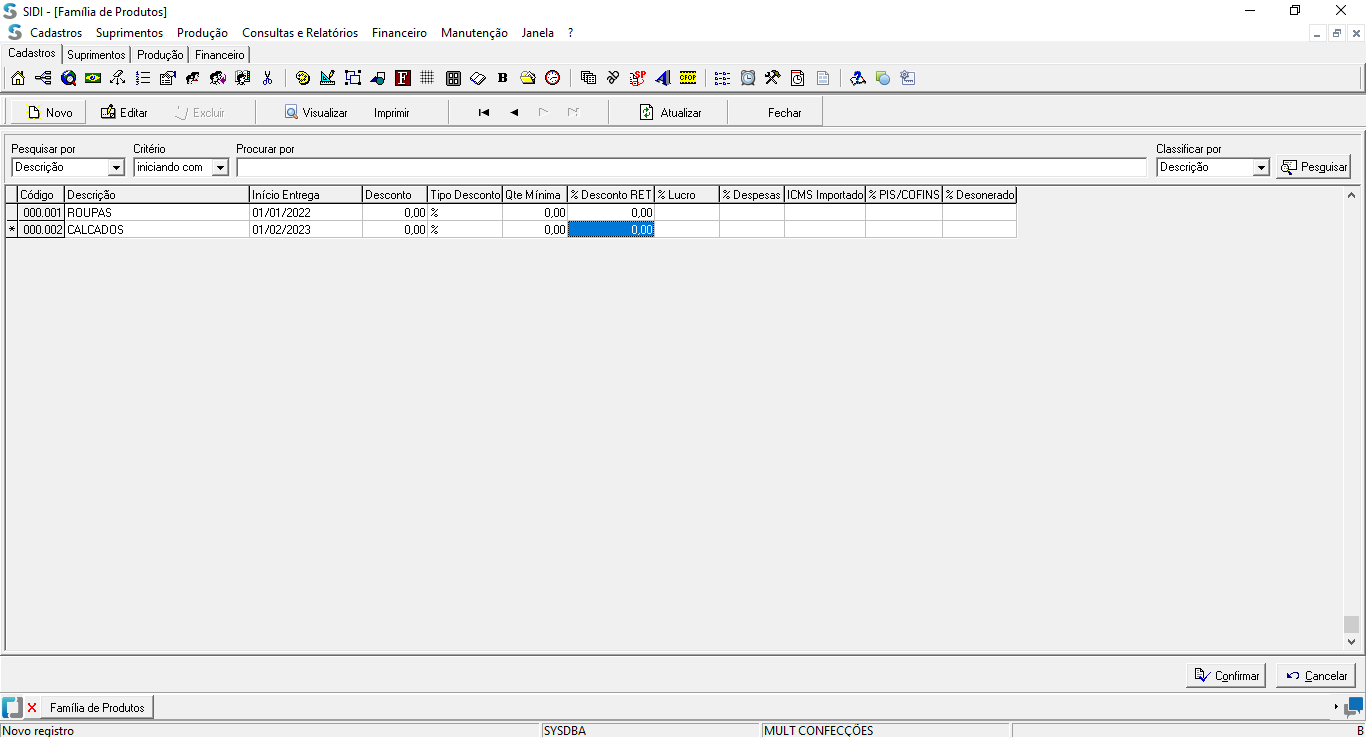 SIDI - [Família de Produtos]
Cadastros Suprimentos Produção Consultas e Relatórios Financeiro Manutenção Janela ?
Cadastros Suprimentos Produção Financeiro
F B SP CFOP
Novo Editar Excluir Visualizar Imprimir Atualizar Fechar
Pesquisar por Critério Procurar por Classificar por
Descrição iniciando com Descrição Pesquisar
Código Descrição Início Entrega Desconto Tipo Desconto Qte Mínima % Desconto RET % Lucro % Despesas ICMS Importado % PIS/COFINS % Desonerado
000.001 ROUPAS 01/01/2022 0,00 % 0,00 0,00
* 000.002 CALCADOS 01/02/2023 0,00 % 0,00 0,00
Confirmar Cancelar
Família de Produtos
Novo registro SYSDBA MULT CONFECÇÕES B